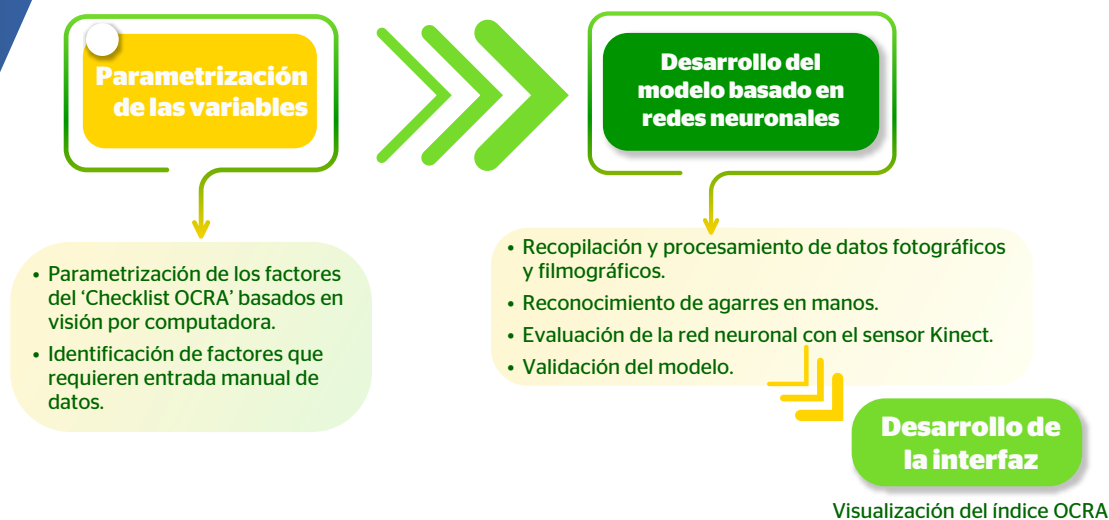 Parametrización
de las variables
Desarrollo del
modelo basado en
redes neuronales
• Parametrización de los factores
del ‘Checklist OCRA’ basados en
visión por computadora.
• Identificación de factores que
requieren entrada manual de
datos.
• Recopilación y procesamiento de datos fotográficos
y filmográficos.
• Reconocimiento de agarres en manos.
• Evaluación de la red neuronal con el sensor Kinect.
• Validación del modelo.
Desarrollo de
la interfaz
Visualización del índice OCRA